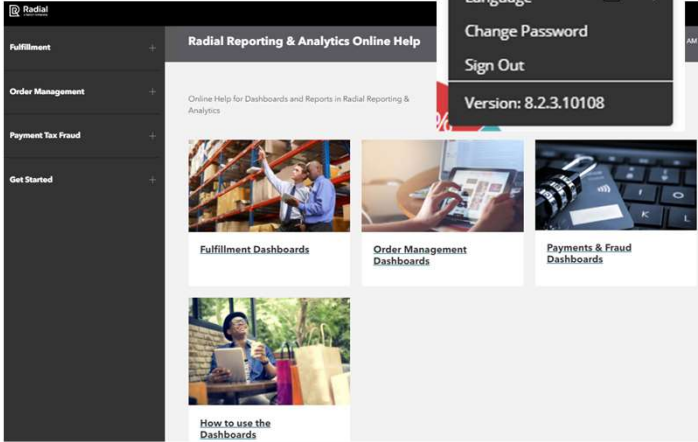 Radial
Language
Change Password
Sign Out
Version: 8.2.3.10108
AM
Fulfillment +
Order Management +
Payment Tax Fraud +
Get Started +
Radial Reporting & Analytics Online Help
Online Help for Dashboards and Reports in Radial Reporting &
Analytics
%
Fulfillment Dashboards
Order Management
Dashboards
Payments & Fraud
Dashboards
K
L
How to use the
Dashboards